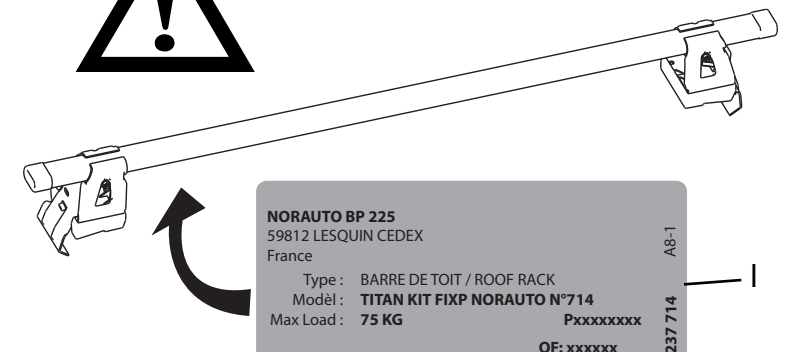 NORAUTO BP 225
59812 LESQUIN CEDEX
France
Type : BARRE DE TOIT / ROOF RACK
Modèl : TITAN KIT FIXP NORAUTO N°714
Max Load : 75 KG Pxxxxxxxx
OF: xxxxxx
A8-1
237 714
I